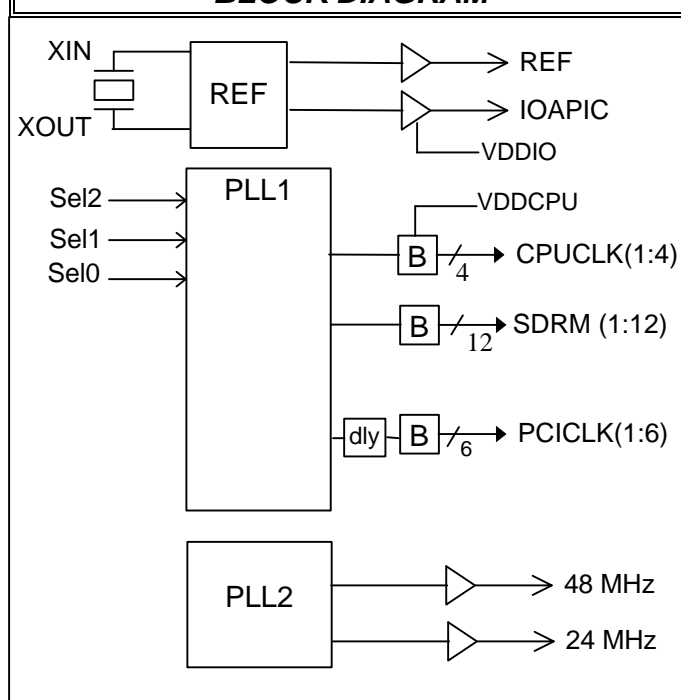 BLOCK DIAGRAM
XIN
REF
REF
XOUT
IOAPIC
VDDIO
PLL1
Sel2
VDDCPU
Sel1
B
4
CPUCLK(1:4)
Sel0
B
12
SDRM (1:12)
dly
B
6
PCICLK(1:6)
PLL2
48 MHz
24 MHz